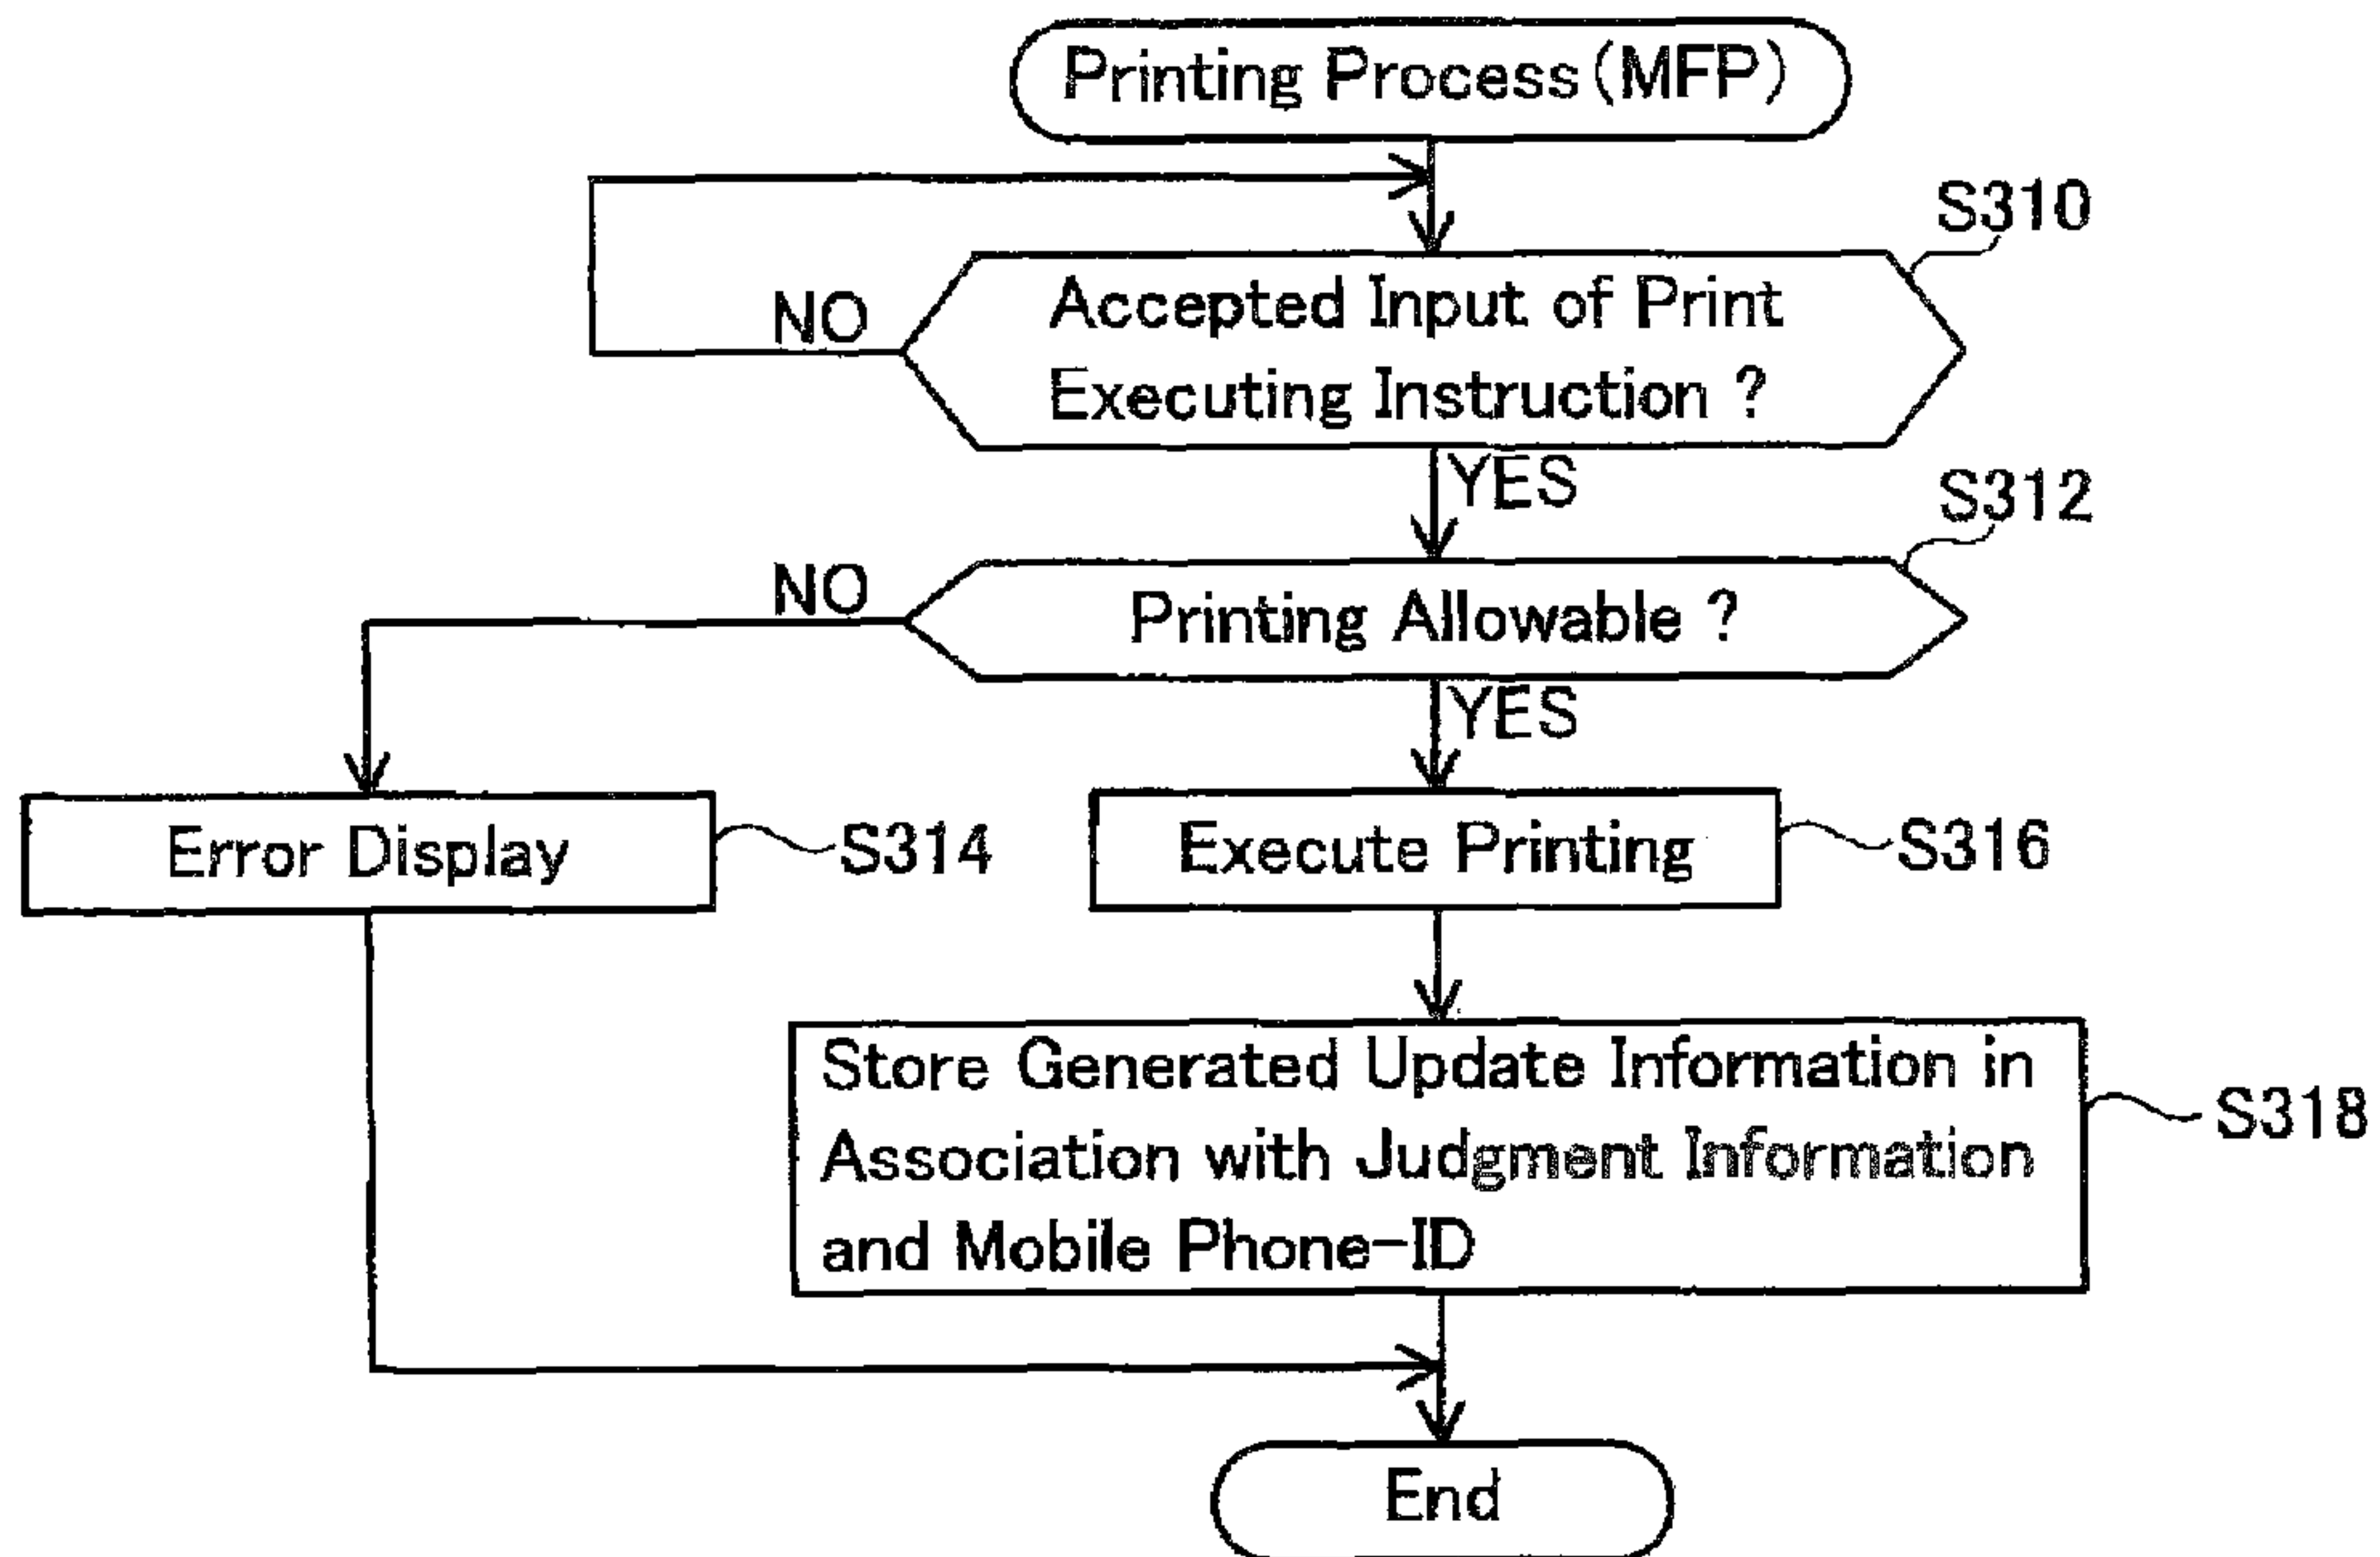 Printing Process (MFP)
S310
NO
Accepted Input of Print
Executing Instruction ?
YES
S312
NO
Printing Allowable ?
YES
Error Display
S314
Execute Printing
S316
Store Generated Update Information in
Association with Judgment Information
and Mobile Phone-ID
S318
End